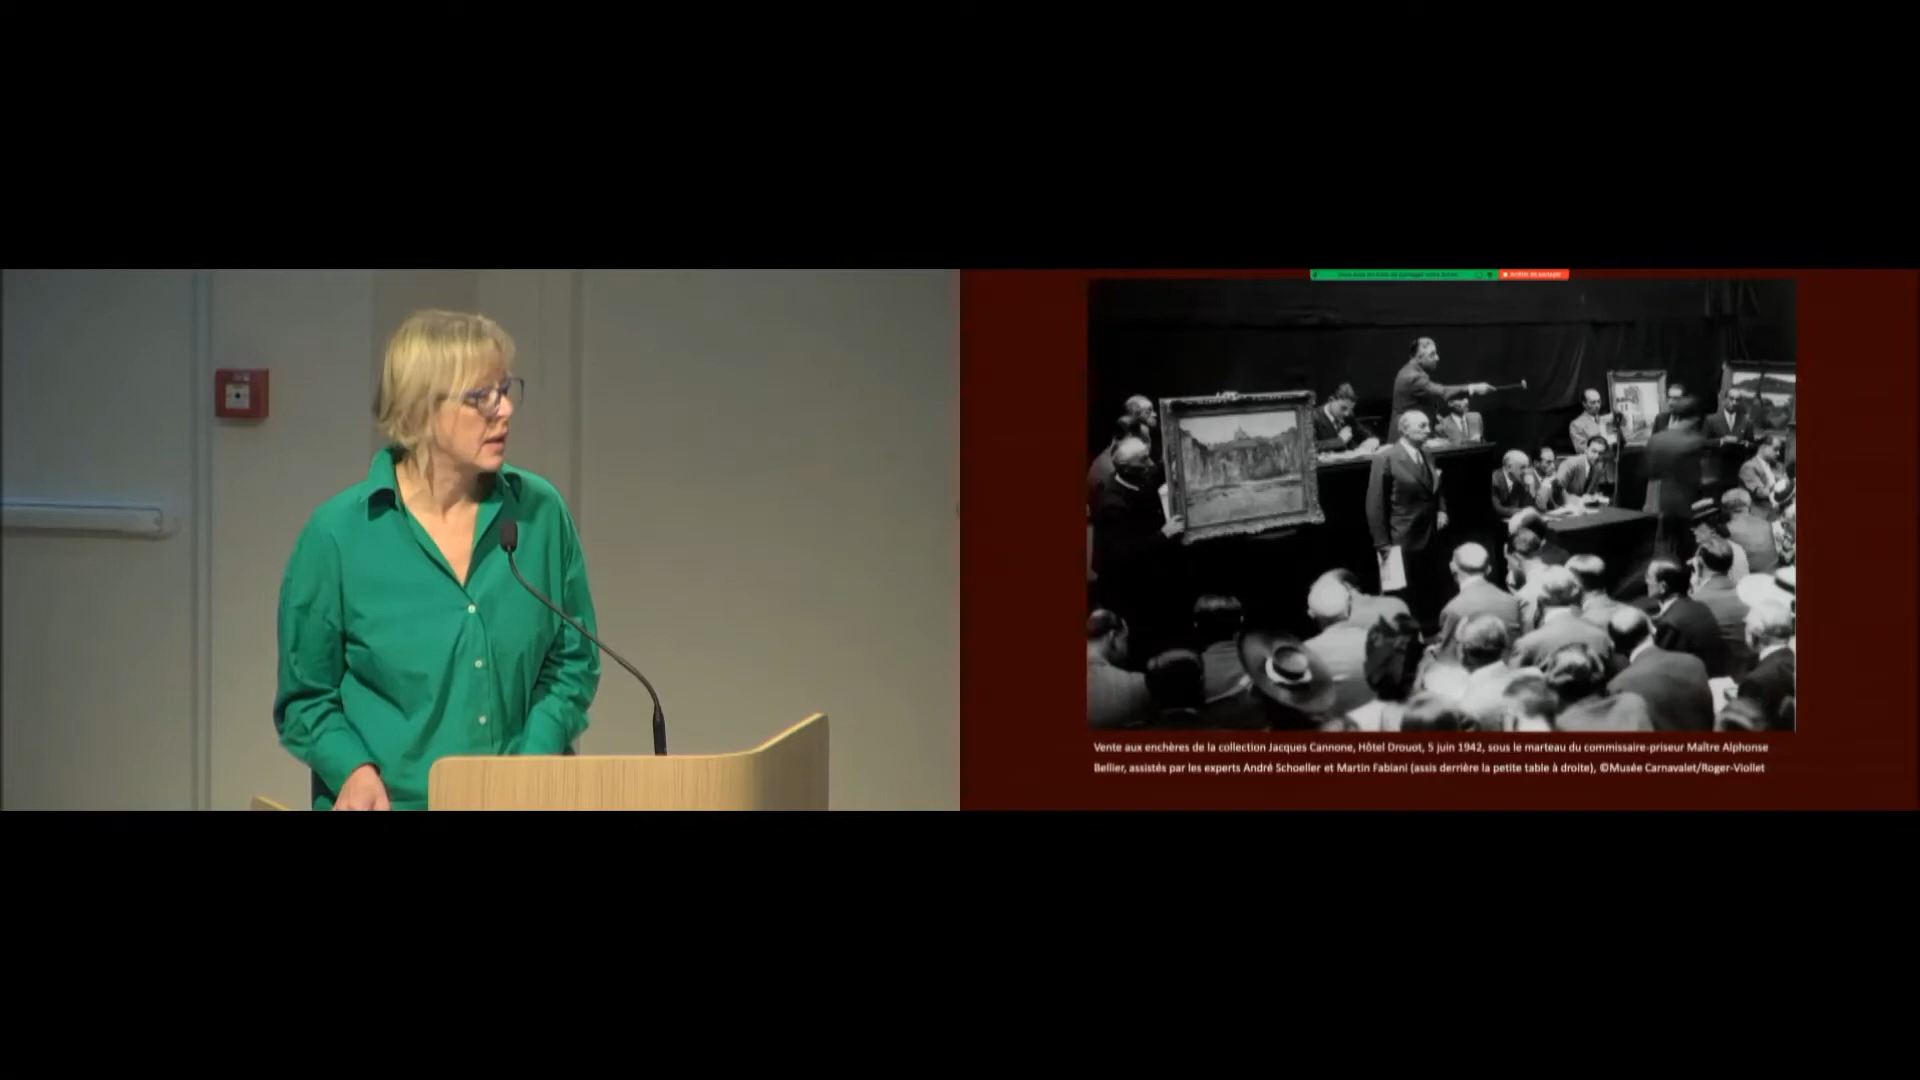 Vente aux enchères de la collection Jacques Cannone, Hôtel Drouot, 5 juin 1942, sous le marteau du commissaire-priseur Maître Alphonse
Bellier, assistés par les experts André Schoeller et Martin Fabiani (assis derrière la petite table à droite), ©Musée Carnavalet/Roger-Viollet